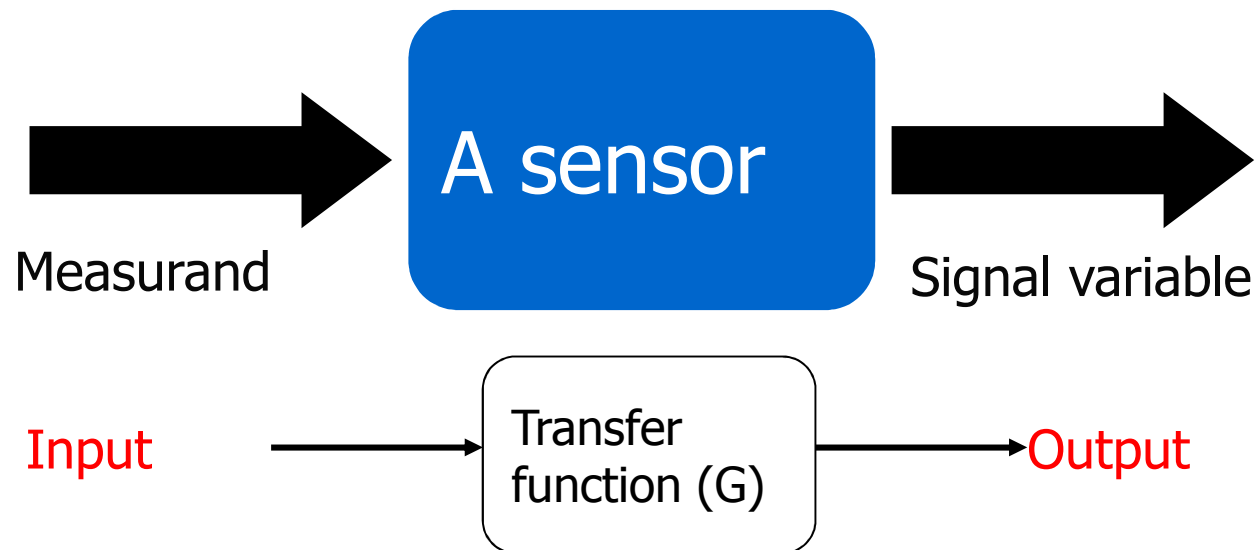 A sensor
Measurand
Signal variable
Input
Transfer
function (G)
Output